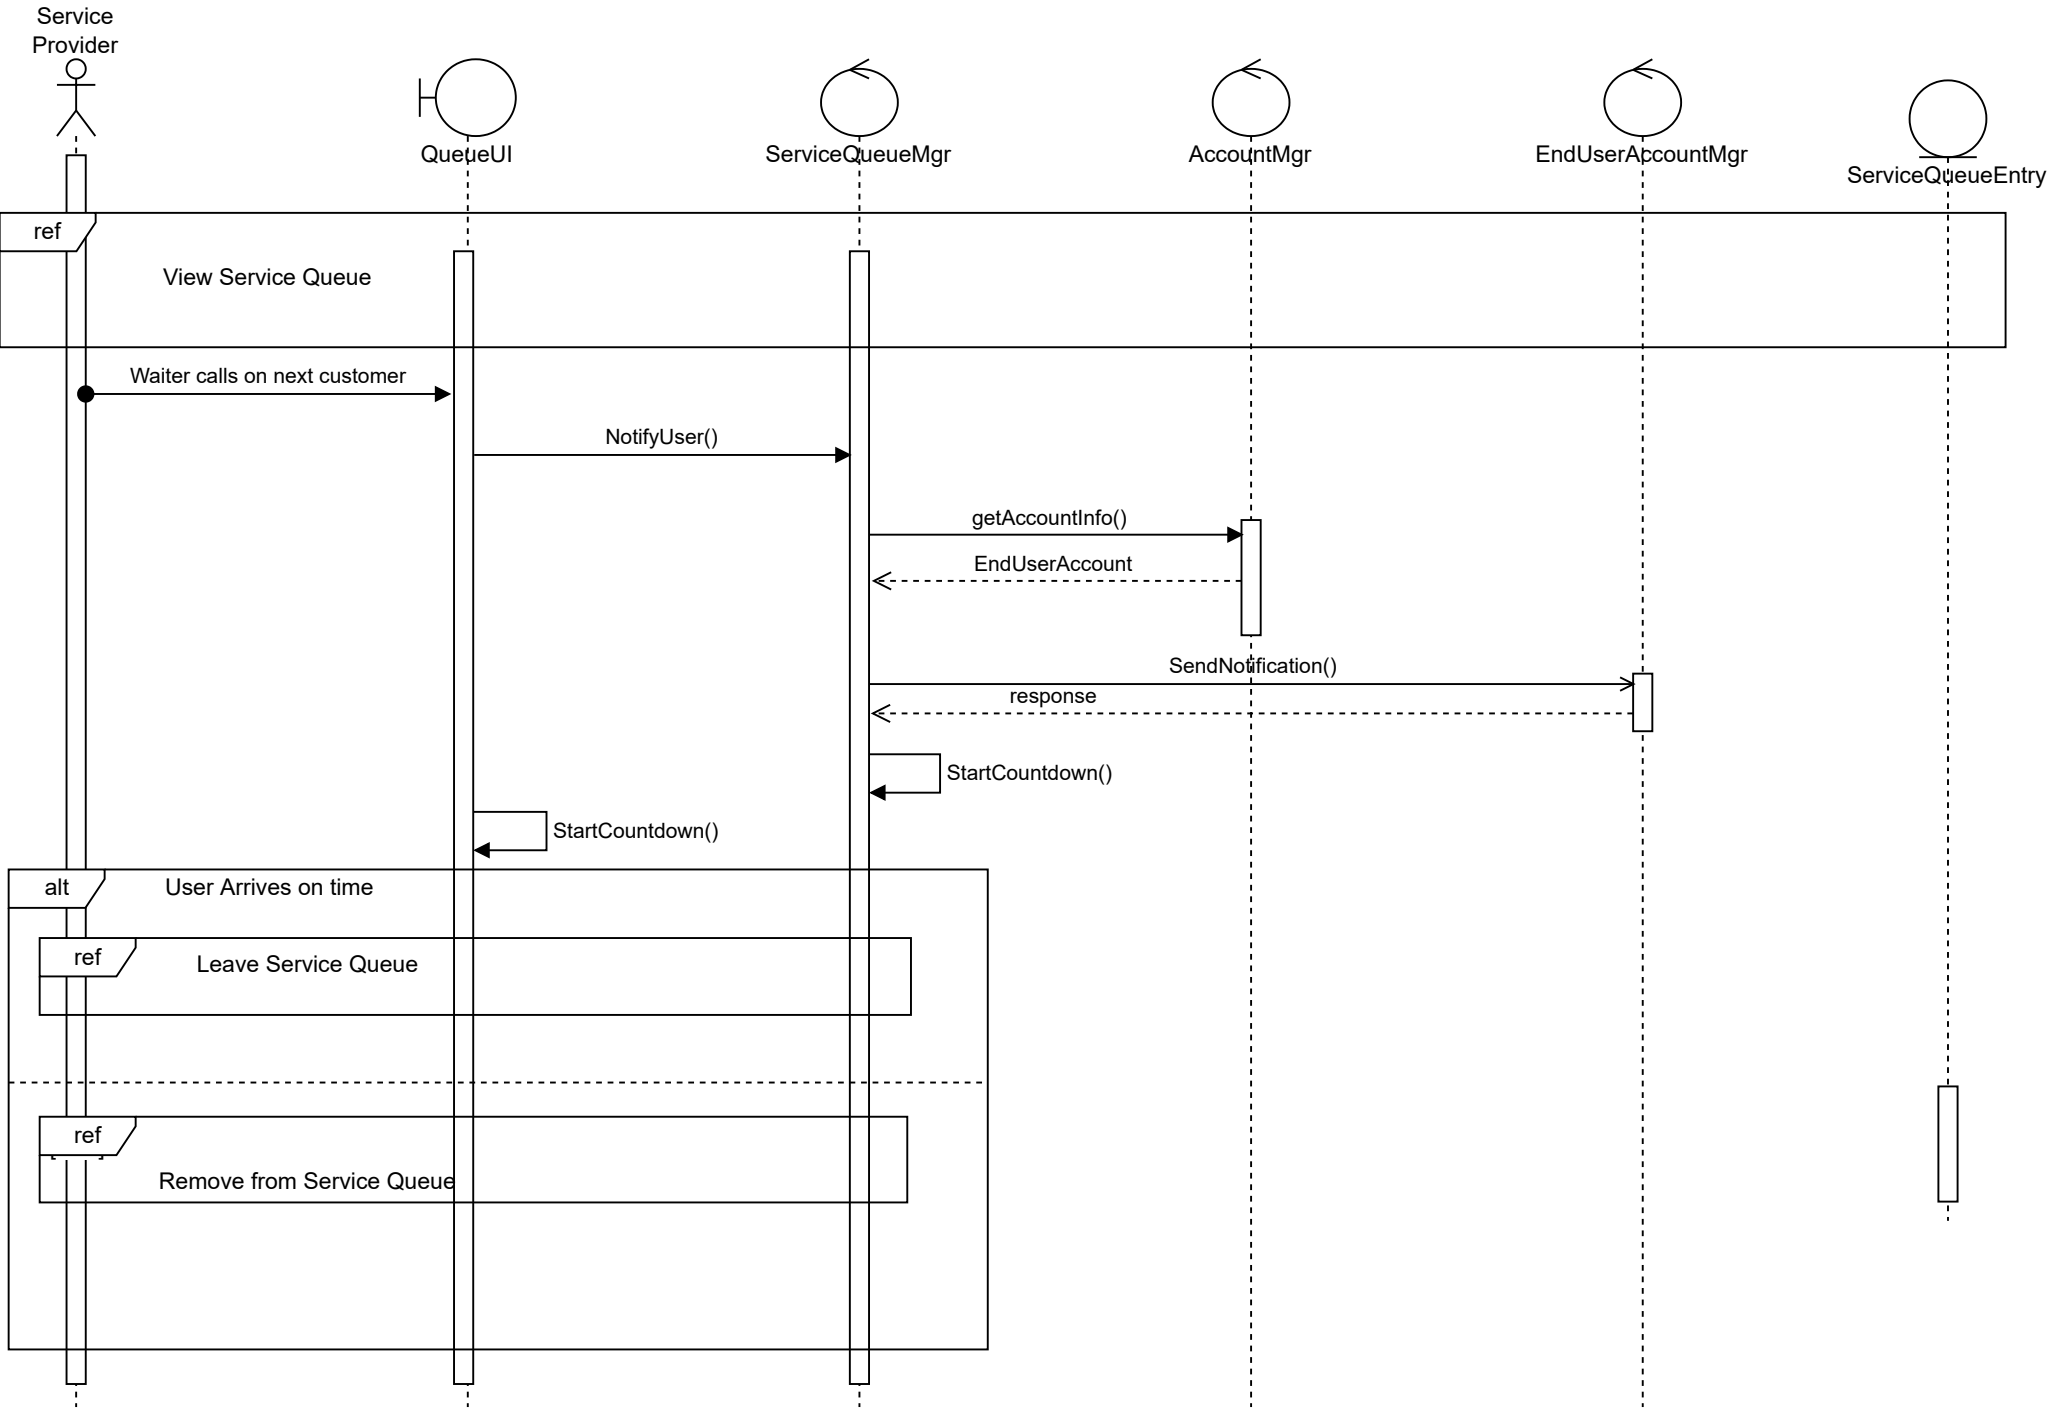 Service
Provider
QueueUI
ServiceQueueMgr
AccountMgr
EndUserAccountMgr
ServiceQueueEntry
ref
View Service Queue
Waiter calls on next customer
NotifyUser()
getAccountInfo()
EndUserAccount
SendNotification()
response
StartCountdown()
StartCountdown()
alt
User Arrives on time
ref
Leave Service Queue
ref
Remove from Service Queue